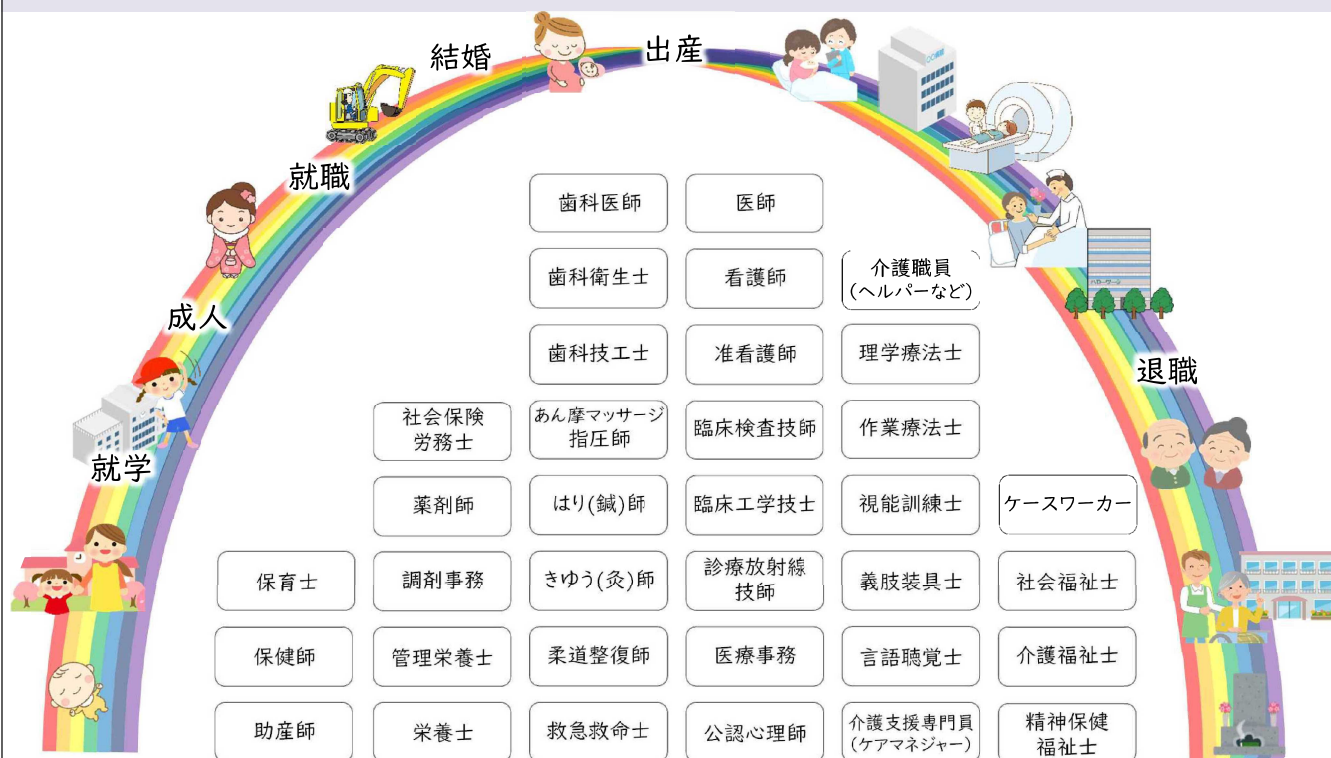 結婚
出産
就職
成人
就学
退職
歯科医師
医師
歯科衛生士
看護師
介護職員
(ヘルパーなど)
歯科技工士
准看護師
理学療法士
社会保険
労務士
あん摩マッサージ
指圧師
臨床検査技師
作業療法士
薬剤師
はり(鍼)師
臨床工学技士
視能訓練士
ケースワーカー
保育士
調剤事務
きゆう(灸)師
診療放射線
技師
義肢装具士
社会福祉士
保健師
管理栄養士
柔道整復師
医療事務
言語聴覚士
介護福祉士
助産師
栄養士
救急救命士
公認心理師
介護支援専門員
(ケアマネジャー)
精神保健
福祉士